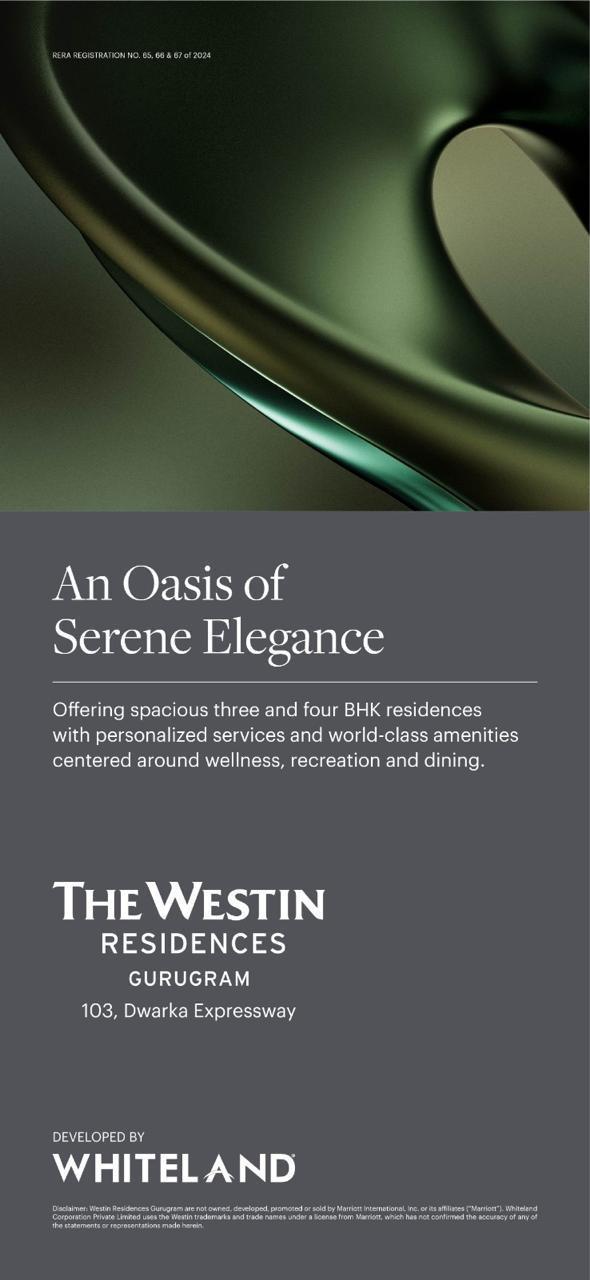 RERA REGISTRATION NO. 65, 66 & 67 of 2024
An Oasis of
Serene Elegance
Offering spacious three and four BHK residences
with personalized services and world-class amenities
centered around wellness, recreation and dining.
THE WESTIN
RESIDENCES
GURUGRAM
103, Dwarka Expressway
DEVELOPED BY
WHITELAND
Disclaimer: Westin Residences Gurugram are not owned, developed, promoted or sold by Marriott International, Inc. or its affiliates ("Marriott"). Whiteland
Corporation Private Limited uses the Westin trademarks and trade names under a license from Marriott, which has not confirmed the accuracy of any of
the statements or representations made herein.